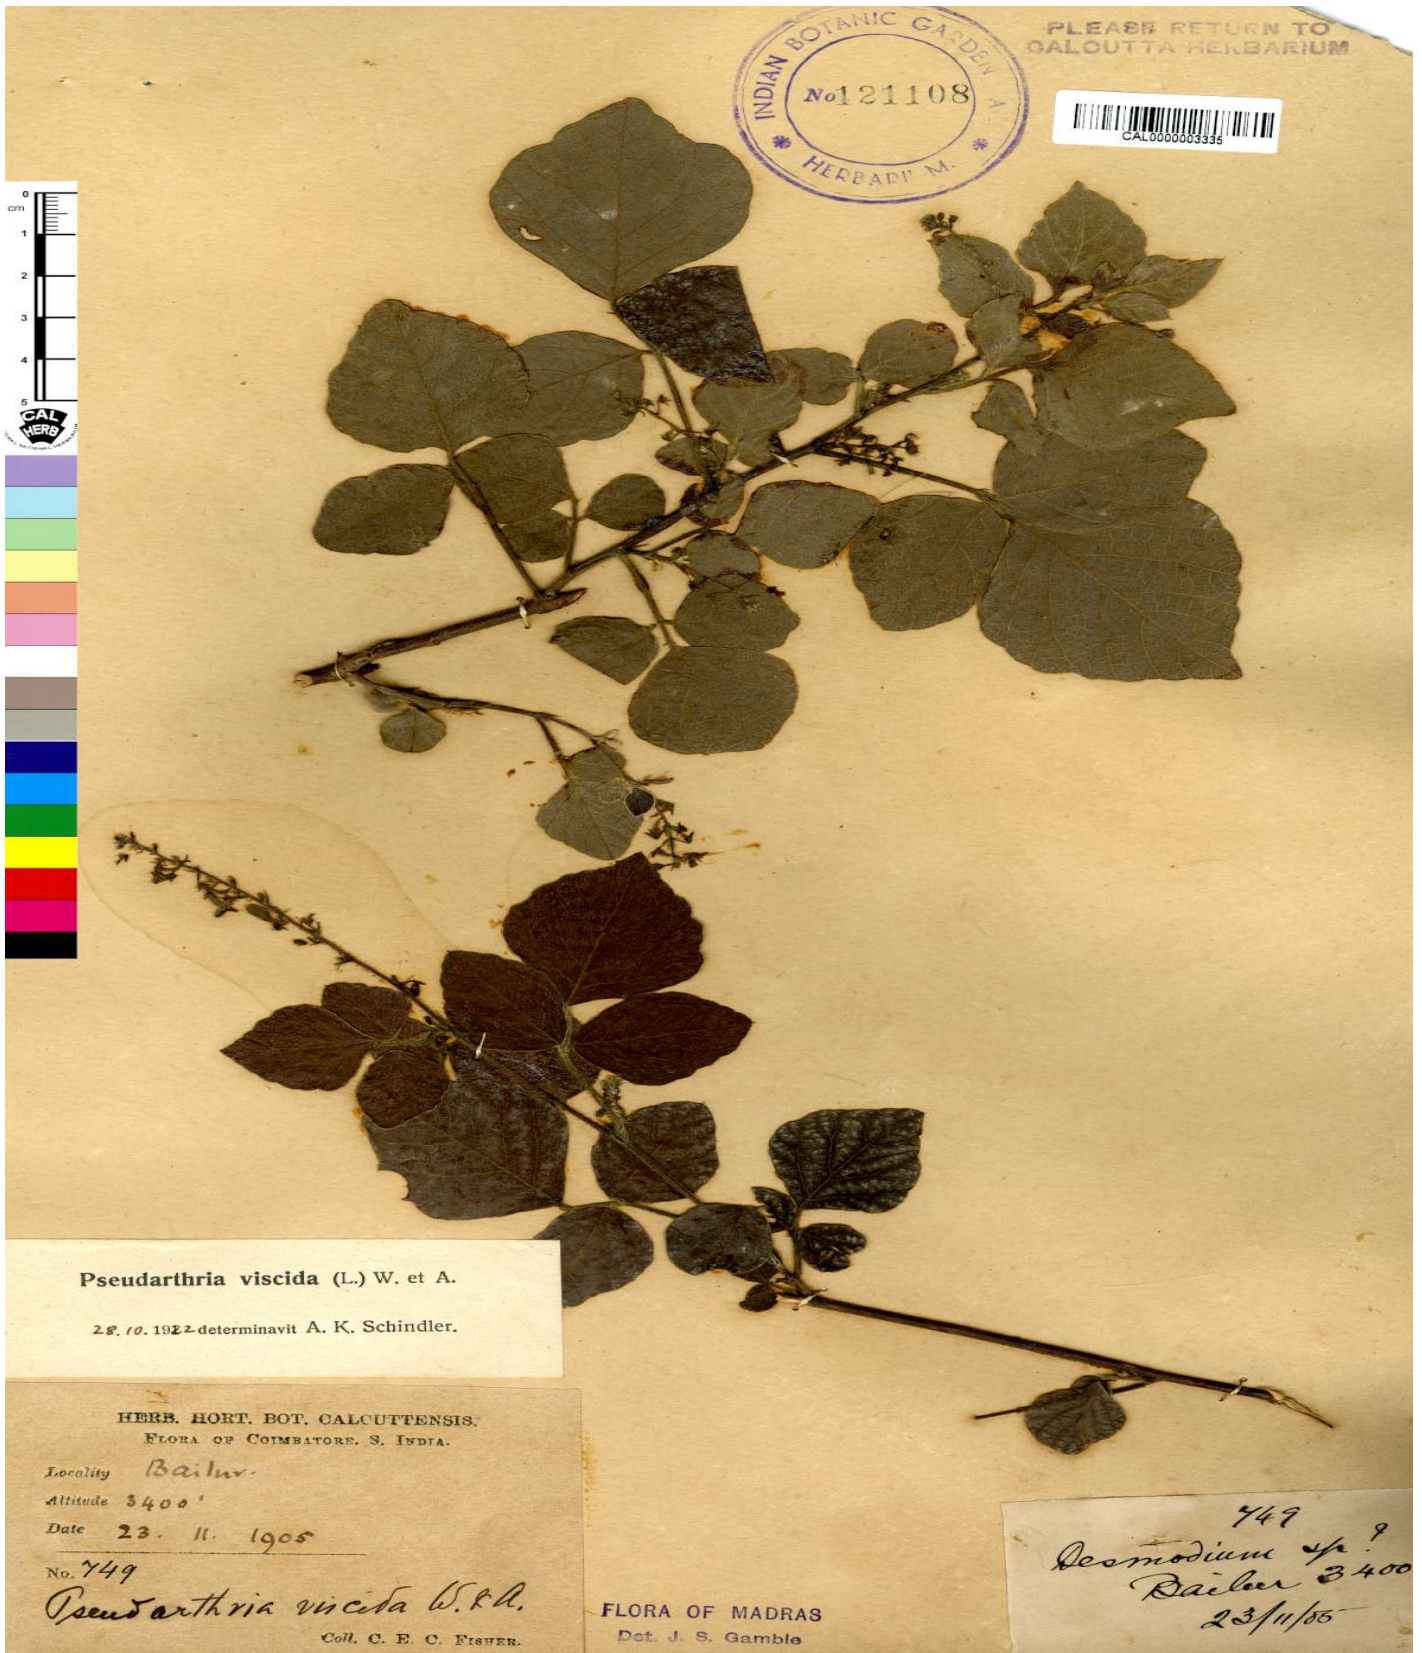 PLEASE RETURN TO
CALCUTTA HERBARIUM
INDIAN BOTANIC GARDEN
No 121108
HERBARIUM.
CAL0000003335
0
cm
1
2
3
4
5
CAL
HERB
Pseudarthria viscida (L.) W. et A.
28.10.1922 determinavit A. K. Schindler.
HERB. HORT. BOT. CALCUTTENSIS.
FLORA OF COIMBATORE. S. INDIA.
Locality Bailur.
Altitude 3400'
Date 23. 11. 1905
No. 749
Pseudarthria viscida W. & A.
Coll. C. E. C. FISHER.
FLORA OF MADRAS
Det. J. S. Gamble
749
Desmodium sp ?
Bailur 3400
23/11/05